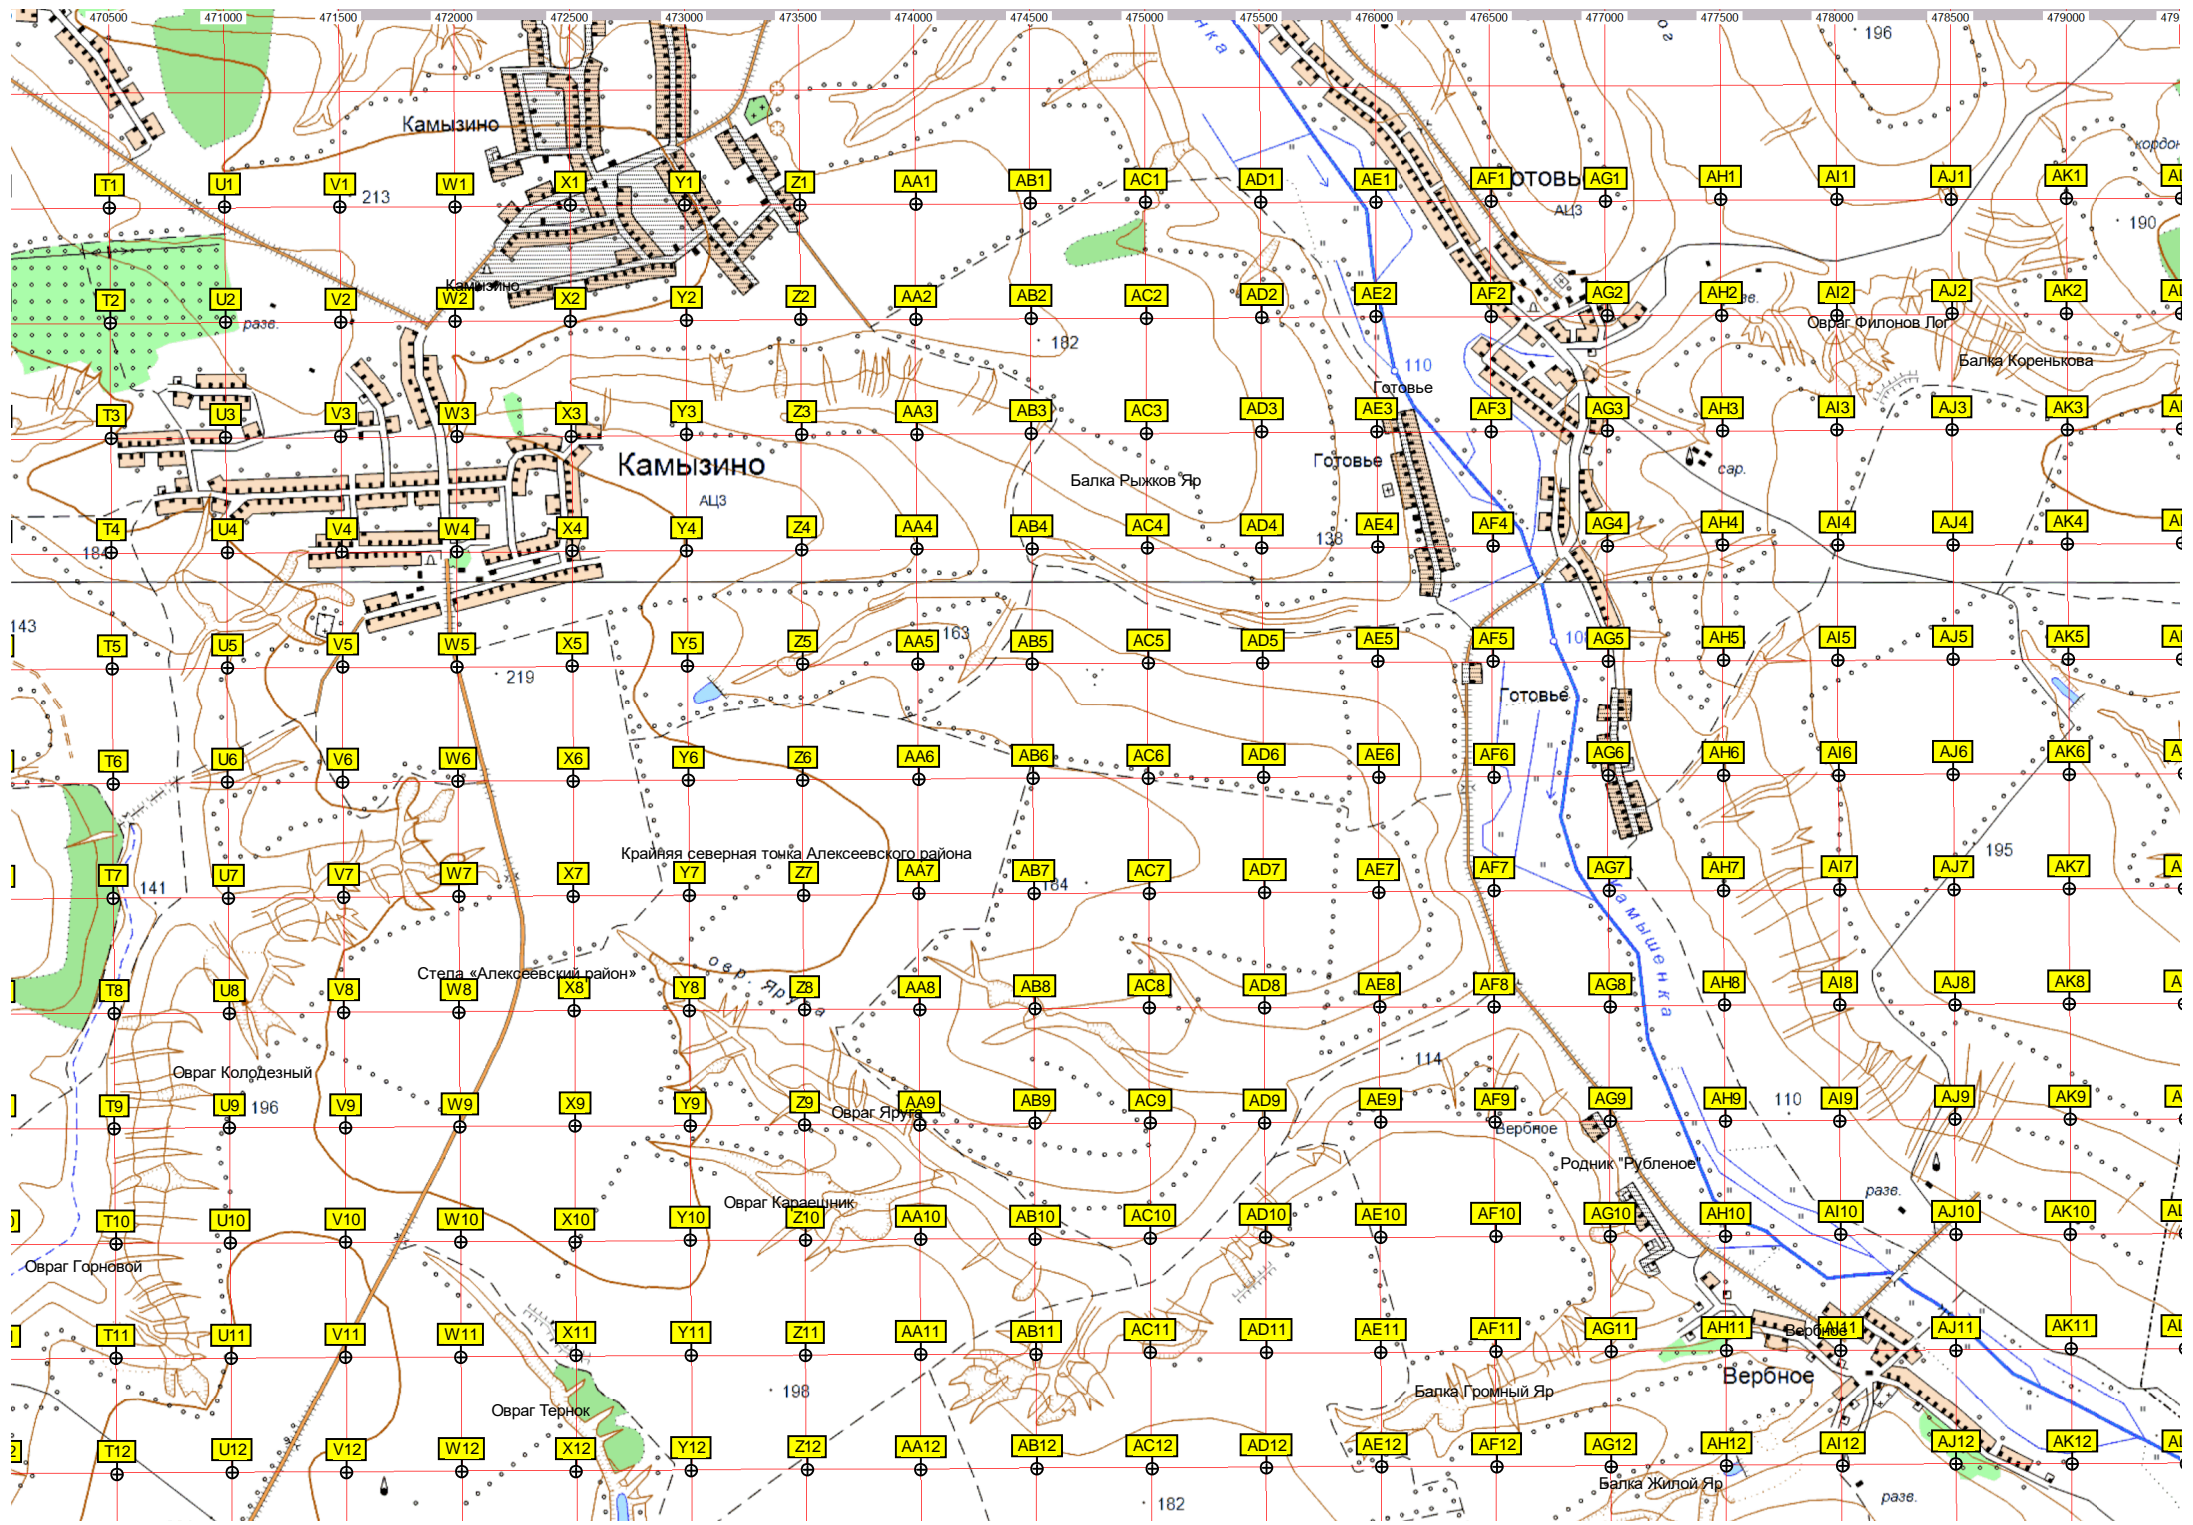 470500 471000 471500 472000 472500 473000 473500 474000 474500 475000 475500 476000 476500 477000 477500 478000 478500 479000 479
нка
196
Камызино
кордон
T1 U1 V1 W1 X1 Y1 Z1 AA1 AB1 AC1 AD1 AE1 AF1 AG1 AH1 AI1 AJ1 AK1 AL
213
АЦЗ
190
Камызино
T2 U2 V2 W2 X2 Y2 Z2 AA2 AB2 AC2 AD2 AE2 AF2 AG2 AH2 AI2 AJ2 AK2
разв.
Овраг Филонов Лог
182
Балка Коренькова
110
Готовье
T3 U3 V3 W3 X3 Y3 Z3 AA3 AB3 AC3 AD3 AE3 AF3 AG3 AH3 AI3 AJ3 AK3
Камызино
Готовье
сар.
Балка Рыжков Яр
АЦЗ
T4 U4 V4 W4 X4 Y4 Z4 AA4 AB4 AC4 AD4 AE4 AF4 AG4 AH4 AI4 AJ4 AK4
184
138
143
163
T5 U5 V5 W5 X5 Y5 Z5 AA5 AB5 AC5 AD5 AE5 AF5 AG5 AH5 AI5 AJ5 AK5
219
Готовье
T6 U6 V6 W6 X6 Y6 Z6 AA6 AB6 AC6 AD6 AE6 AF6 AG6 AH6 AI6 AJ6 AK6
Крайняя северная точка Алексеевского района
195
T7 U7 V7 W7 X7 Y7 Z7 AA7 AB7 AC7 AD7 AE7 AF7 AG7 AH7 AI7 AJ7 AK7
141
184
Камышенка
Стела «Алексеевский район»
овр. Яруга
T8 U8 V8 W8 X8 Y8 Z8 AA8 AB8 AC8 AD8 AE8 AF8 AG8 AH8 AI8 AJ8 AK8
114
Овраг Колодезный
T9 U9 V9 W9 X9 Y9 Z9 AA9 AB9 AC9 AD9 AE9 AF9 AG9 AH9 AI9 AJ9 AK9
196
110
Овраг Яруга
Вербное
Родник "Рубленое"
разв.
Овраг Караешник
T10 U10 V10 W10 X10 Y10 Z10 AA10 AB10 AC10 AD10 AE10 AF10 AG10 AH10 AI10 AJ10 AK10
Овраг Горновой
T11 U11 V11 W11 X11 Y11 Z11 AA11 AB11 AC11 AD11 AE11 AF11 AG11 AH11 AI11 AJ11 AK11
Вербное
Вербное
198
Балка Громный Яр
Овраг Тернок
T12 U12 V12 W12 X12 Y12 Z12 AA12 AB12 AC12 AD12 AE12 AF12 AG12 AH12 AI12 AJ12 AK12
Балка Жилой Яр
182
разв.